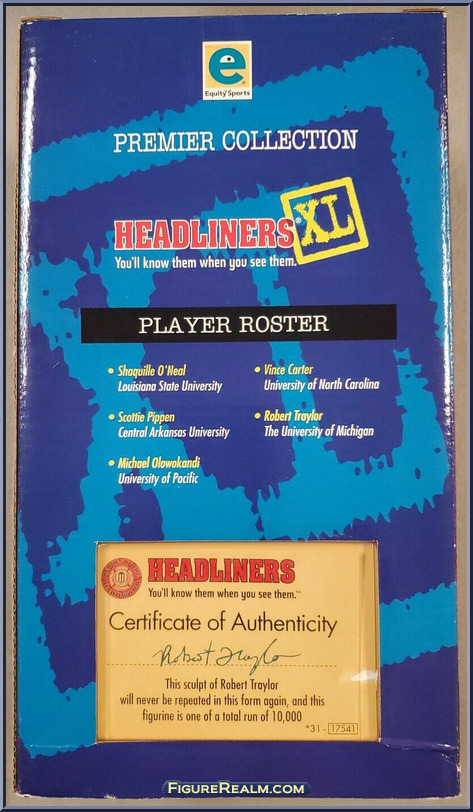 e
Equity Sports
PREMIER COLLECTION
HEADLINERS® XL
You'll know them when you see them.
PLAYER ROSTER
• Shaquille O'Neal
Louisiana State University
• Scottie Pippen
Central Arkansas University
• Michael Olowokandi
University of Pacific
• Vince Carter
University of North Carolina
• Robert Traylor
The University of Michigan
HEADLINERS
You'll know them when you see them.™
Certificate of Authenticity
Robert Traylor
This sculpt of Robert Traylor
will never be repeated in this form again, and this
figurine is one of a total run of 10,000
*31 - 17541
FigureRealm.com